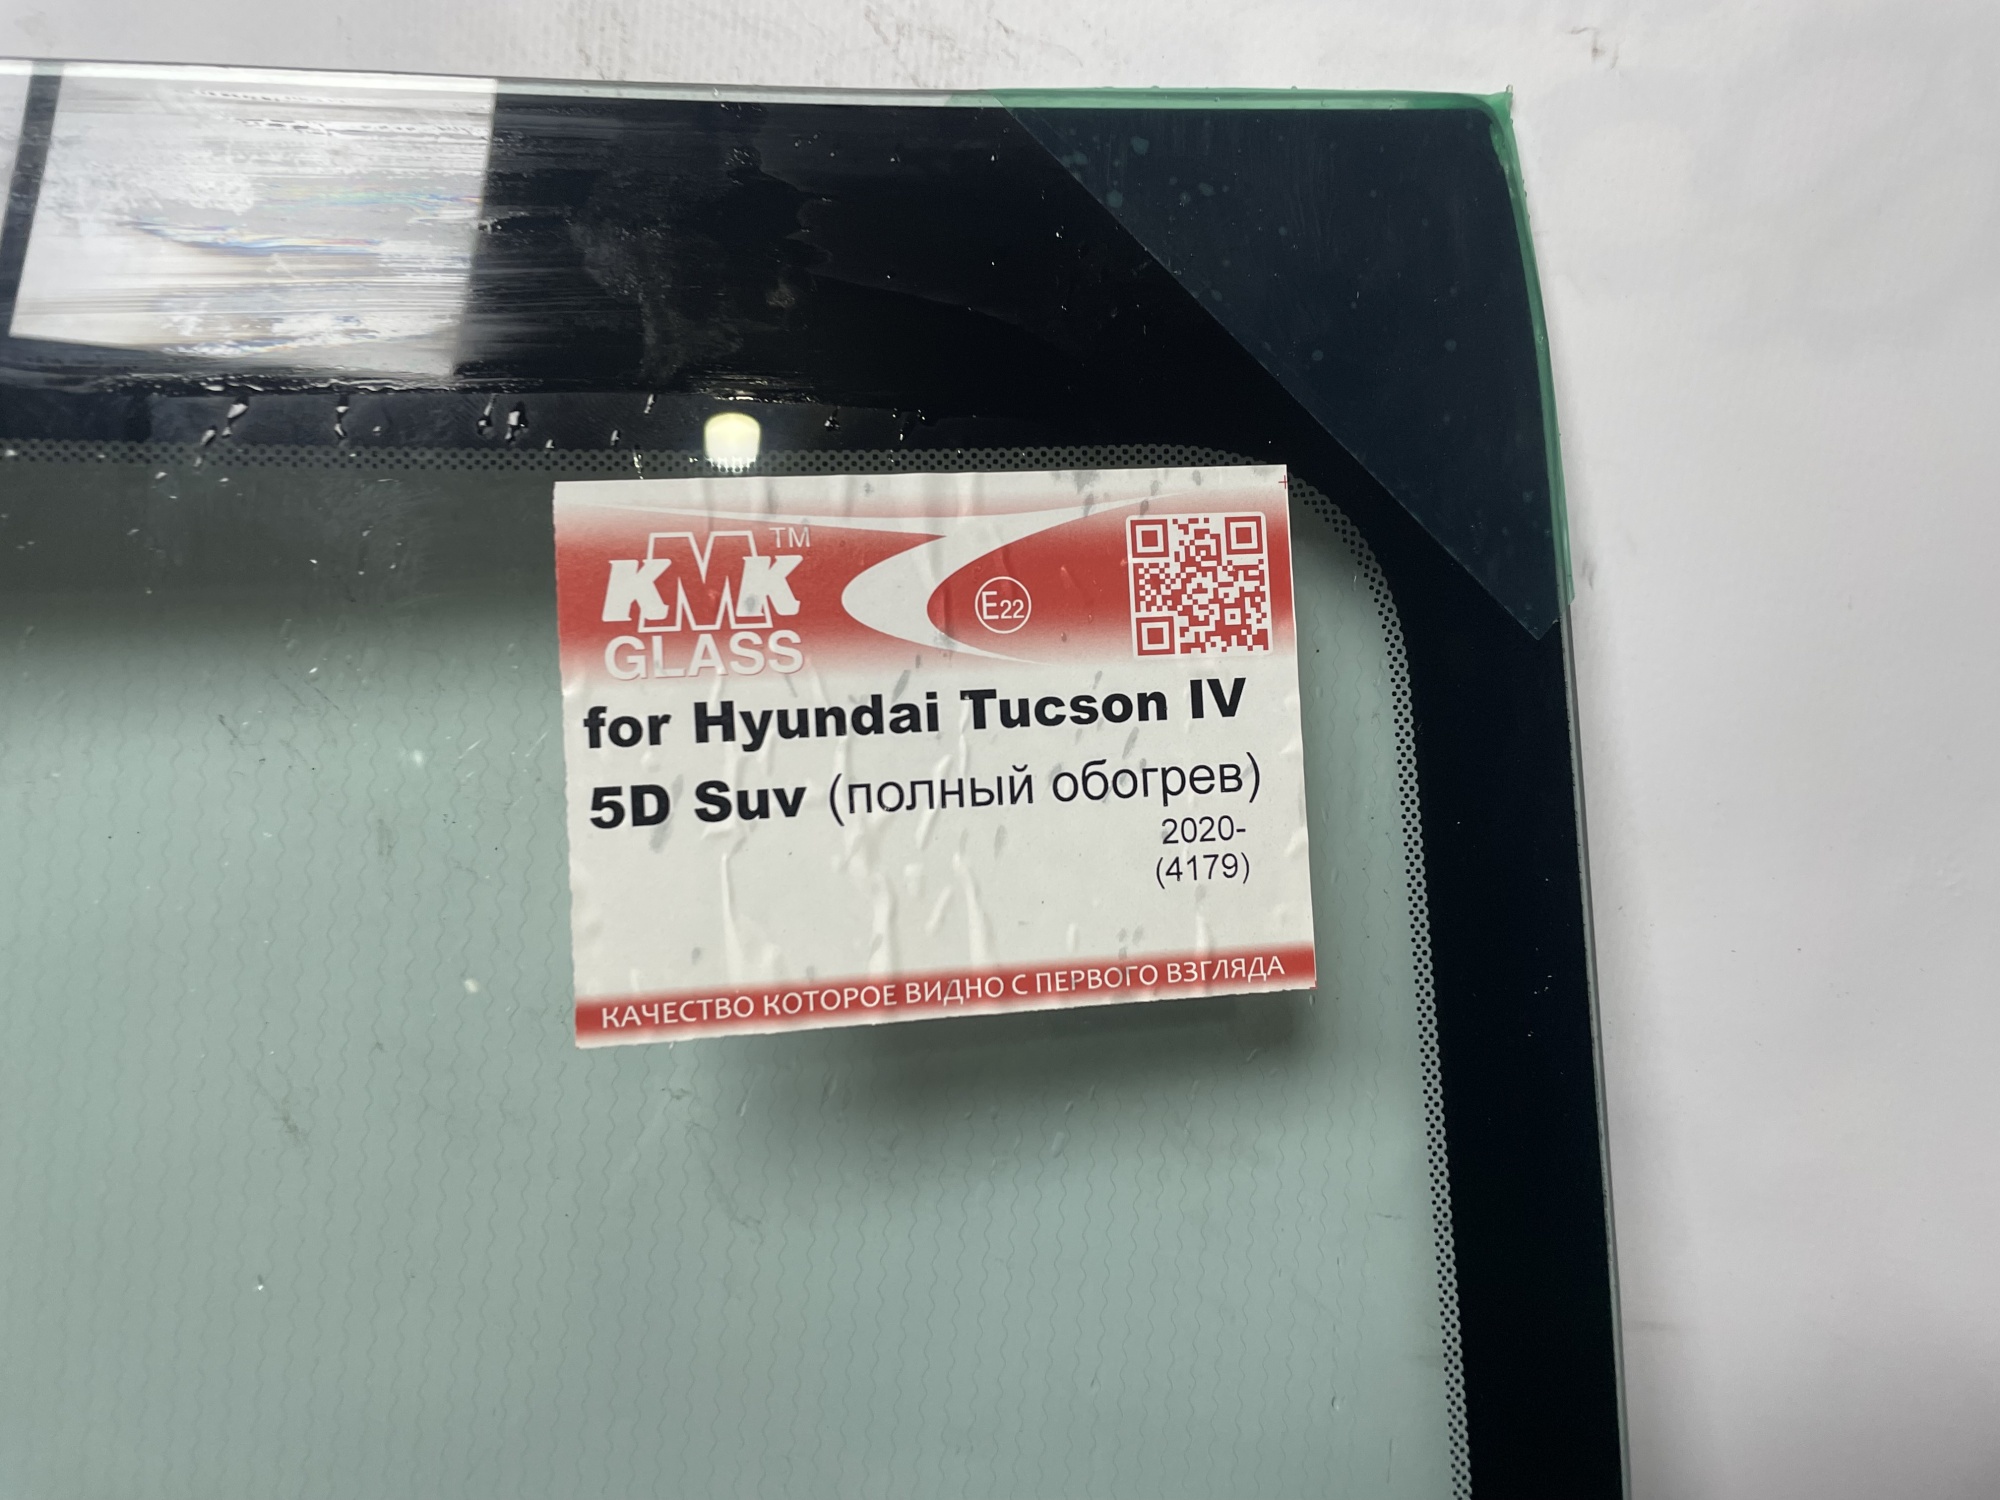 KMK™
GLASS
E22
for Hyundai Tucson IV
5D Suv (полный обогрев)
2020-
(4179)
КАЧЕСТВО КОТОРОЕ ВИДНО С ПЕРВОГО ВЗГЛЯДА